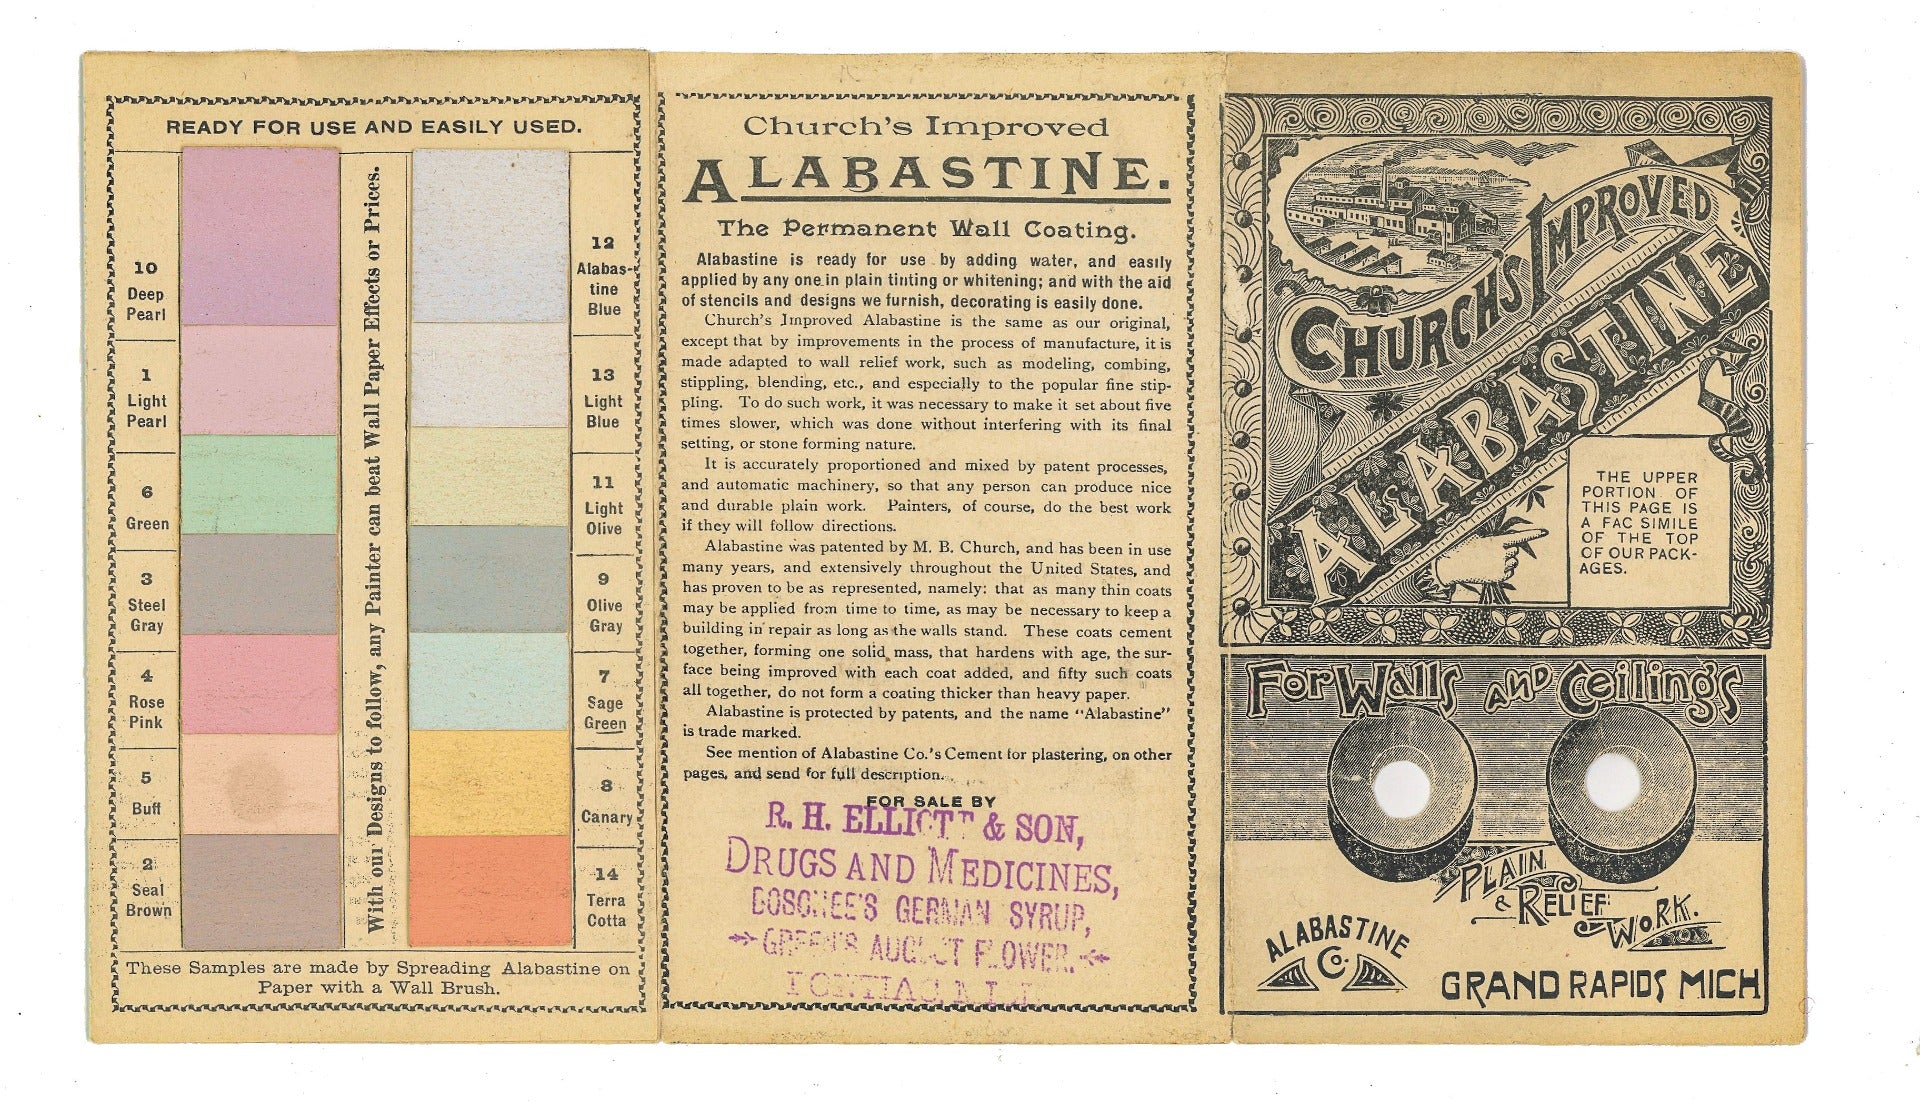 READY FOR USE AND EASILY USED.
10
Deep
Pearl
1
Light
Pearl
6
Green
3
Steel
Gray
4
Rose
Pink
5
Buff
2
Seal
Brown
With our Designs to follow, any Painter can beat Wall Paper Effects or Prices.
12
Alabas-
tine
Blue
13
Light
Blue
11
Light
Olive
9
Olive
Gray
7
Sage
Green
8
Canary
14
Terra
Cotta
These Samples are made by Spreading Alabastine on
Paper with a Wall Brush.
Church's Improved
ALABASTINE.
The Permanent Wall Coating.
Alabastine is ready for use by adding water, and easily
applied by any one in plain tinting or whitening; and with the aid
of stencils and designs we furnish, decorating is easily done.
Church's Improved Alabastine is the same as our original,
except that by improvements in the process of manufacture, it is
made adapted to wall relief work, such as modeling, combing,
stippling, blending, etc., and especially to the popular fine stip-
pling. To do such work, it was necessary to make it set about five
times slower, which was done without interfering with its final
setting, or stone forming nature.
It is accurately proportioned and mixed by patent processes,
and automatic machinery, so that any person can produce nice
and durable plain work. Painters, of course, do the best work
if they will follow directions.
Alabastine was patented by M. B. Church, and has been in use
many years, and extensively throughout the United States, and
has proven to be as represented, namely: that as many thin coats
may be applied from time to time, as may be necessary to keep a
building in repair as long as the walls stand. These coats cement
together, forming one solid mass, that hardens with age, the sur-
face being improved with each coat added, and fifty such coats
all together, do not form a coating thicker than heavy paper.
Alabastine is protected by patents, and the name "Alabastine"
is trade marked.
See mention of Alabastine Co.'s Cement for plastering, on other
pages, and send for full description.
FOR SALE BY
R. H. ELLIOTT & SON,
DRUGS AND MEDICINES,
BOSCHEE'S GERMAN SYRUP,
GREEN'S AUGUST FLOWER.
CHURCH'S IMPROVED
ALABASTINE
THE UPPER
PORTION OF
THIS PAGE IS
A FAC SIMILE
OF THE TOP
OF OUR PACK-
AGES.
FOR WALLS AND CEILINGS
PLAIN
& RELIEF
WORK.
ALABASTINE
CO.
GRAND RAPIDS MICH